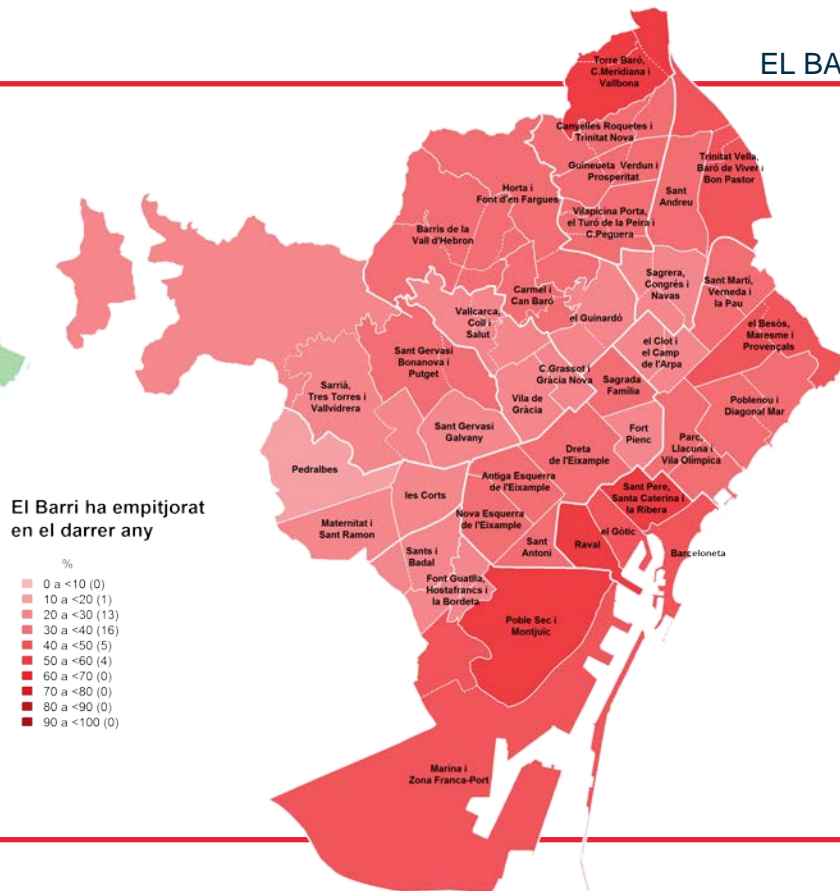 EL BA
Torre Baró,
C.Meridiana i
Vallbona
Canyelles Roquetes i
Trinitat Nova
Trinitat Vella,
Baró de Viver i
Bon Pastor
Guineueta Verdun i
Prosperitat
Sant
Andreu
Horta i
Font d'en Fargues
Vilapicina Porta,
el Turó de la Peira i
C.Peguera
Barris de la
Vall d'Hebron
Sagrera,
Congrés i
Navas
Sant Martí,
Verneda i
la Pau
Carmel i
Can Baró
Valicarca,
Coll i
Salut
el Guinardó
el Besòs,
Maresme i
Provençals
el Clot i
el Camp
de l'Arpa
Sant Gervasi
Bonanova i
Putget
C.Grassot i
Gràcia Nova
Sagrada
Família
Sarrià,
Tres Torres i
Vallvidrera
Vila de
Gràcia
Poblenou i
Diagonal Mar
Sant Gervasi
Galvany
Fort
Pienc
Parc,
Llacuna i
Vila Olímpica
Dreta
de l'Eixample
Pedralbes
Antiga Esquerra
de l'Eixample
Sant Pere,
Santa Caterina i
la Ribera
les Corts
El Barri ha empitjorat
en el darrer any
Maternitat i
Sant Ramon
Nova Esquerra
de l'Eixample
el Gòtic
Sant
Antoni
Raval
Barceloneta
Sants i
Badal
Font Guatlla,
Hostafrancs i
la Bordeta
%
0 a <10 (0)
10 a <20 (1)
20 a <30 (13)
30 a <40 (16)
40 a <50 (5)
50 a <60 (4)
60 a <70 (0)
70 a <80 (0)
80 a <90 (0)
90 a <100 (0)
Poble Sec i
Montjuïc
Marina i
Zona Franca-Port